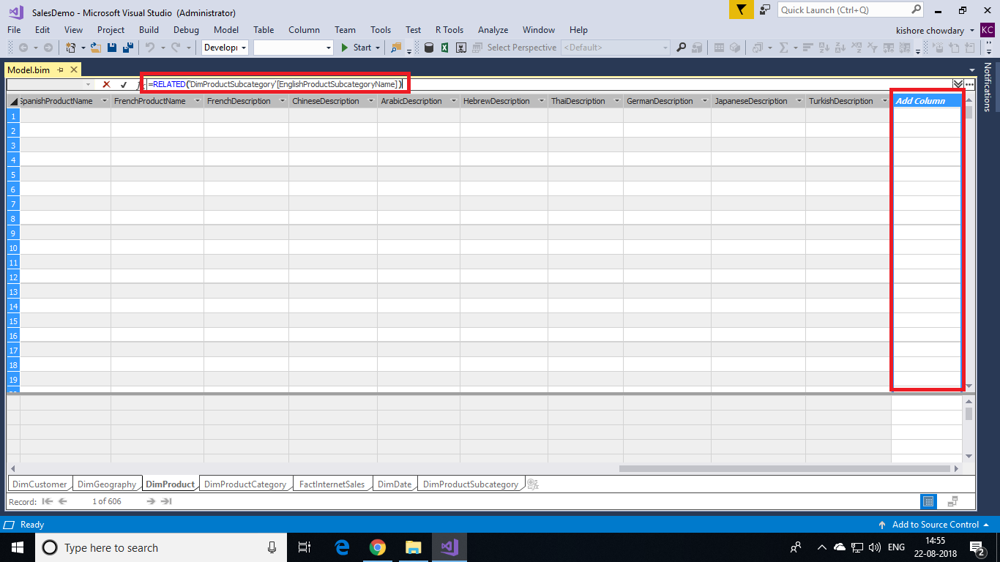 SalesDemo - Microsoft Visual Studio (Administrator)
Quick Launch (Ctrl+Q)
File Edit View Project Build Debug Model Table Column Team Tools Test R Tools Analyze Window Help
kishore chowdary KC
Develop Start Select Perspective <Default>
Model.bim
Notifications
=RELATED('DimProductSubcategory'[EnglishProductSubcategoryName])
SpanishProductName FrenchProductName FrenchDescription ChineseDescription ArabicDescription HebrewDescription ThaiDescription GermanDescription JapaneseDescription TurkishDescription Add Column
1
2
3
4
5
6
7
8
9
10
11
12
13
14
15
16
17
18
19
DimCustomer DimGeography DimProduct DimProductCategory FactInternetSales DimDate DimProductSubcategory
Record: 1 of 606
Ready
Add to Source Control
Type here to search
ENG
14:55
22-08-2018
2